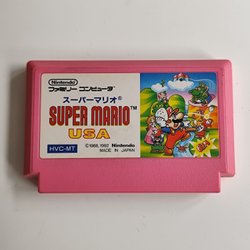 Nintendo
ファミリー コンピュータ
スーパーマリオ®
SUPER MARIO™
USA
HVC-MT
©1988,1992 Nintendo
MADE IN JAPAN